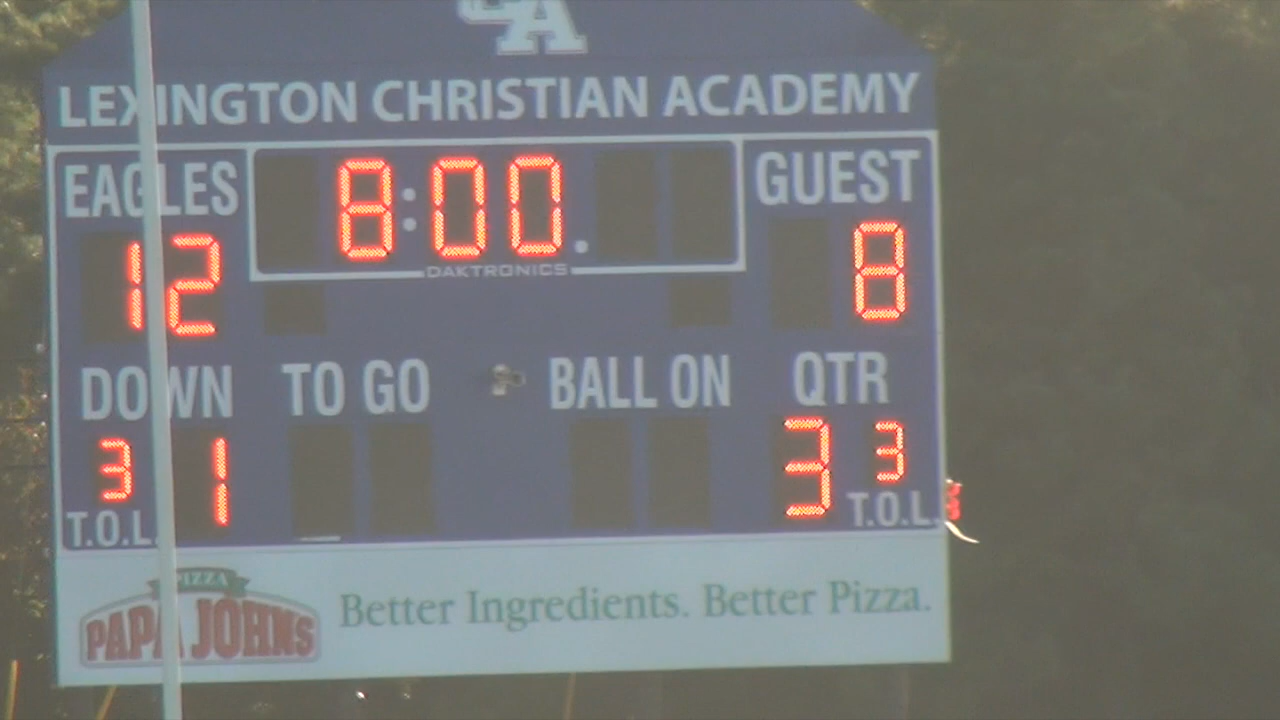 CA
LEXINGTON CHRISTIAN ACADEMY
EAGLES 8:00. GUEST
12 8
DAKTRONICS
DOWN TO GO BALL ON QTR
3 1 3 3
T.O.L. T.O.L.
PIZZA
PAPA JOHNS
Better Ingredients. Better Pizza.